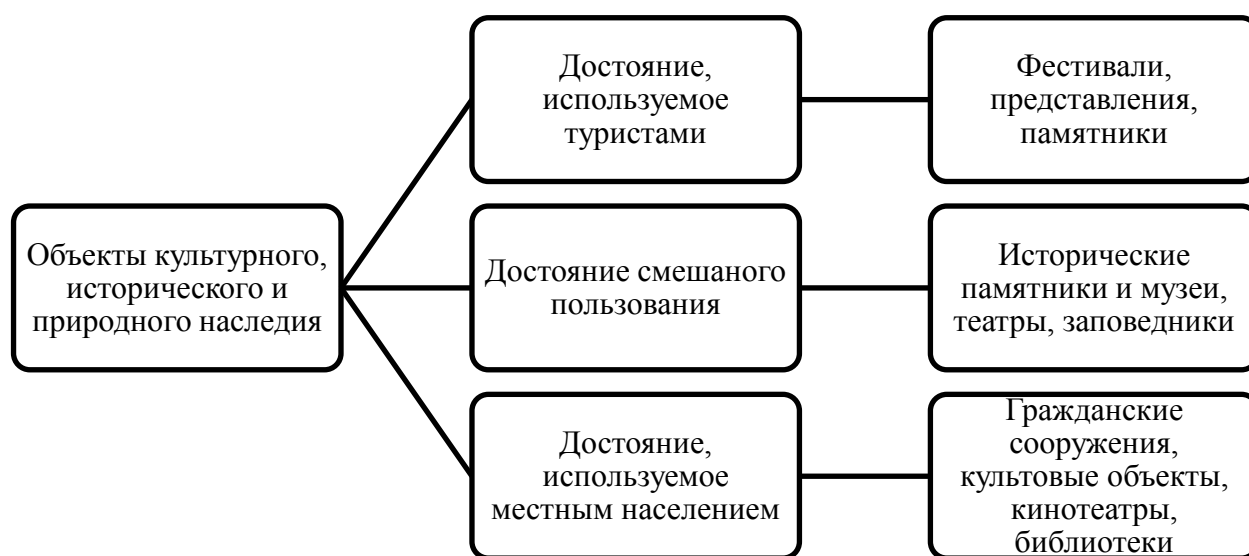 Объекты культурного,
исторического и
природного наследия
Достояние,
используемое
туристами
Фестивали,
представления,
памятники
Достояние смешаного
пользования
Исторические
памятники и музеи,
театры, заповедники
Достояние,
используемое
местным населением
Гражданские
сооружения,
культовые объекты,
кинотеатры,
библиотеки